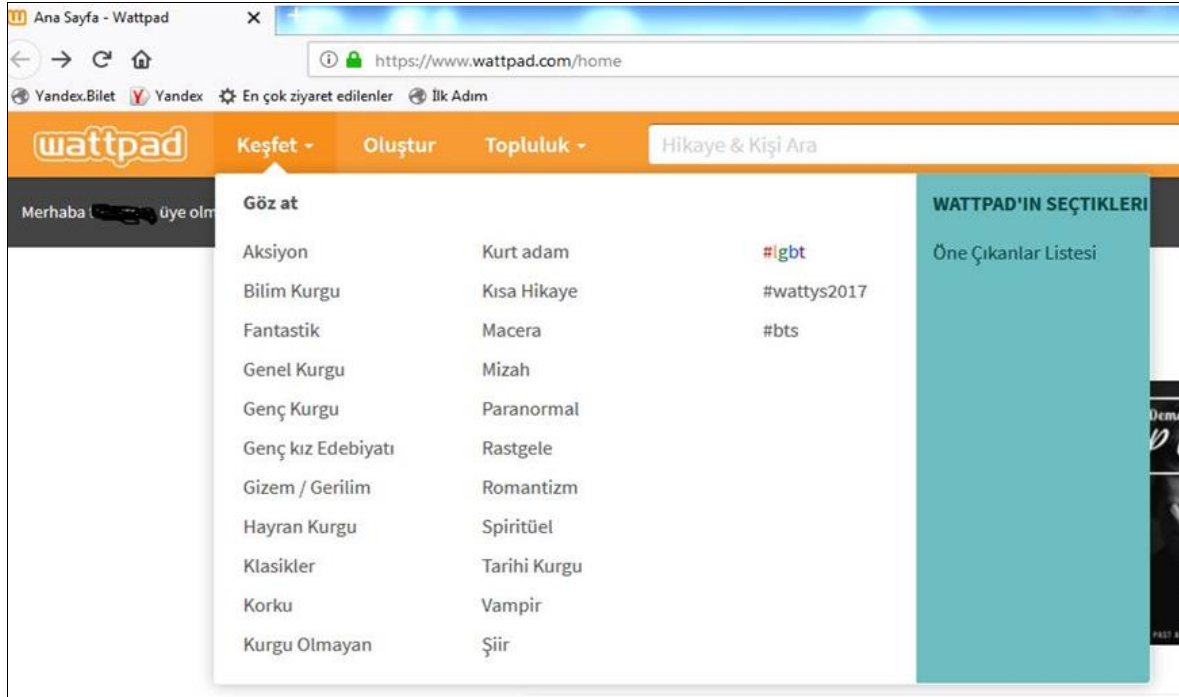 Ana Sayfa - Wattpad
https://www.wattpad.com/home
Yandex.Bilet Yandex En çok ziyaret edilenler İlk Adım
wattpad Keşfet Oluştur Topluluk Hikaye & Kişi Ara
Merhaba üye olm
Göz at
Aksiyon
Bilim Kurgu
Fantastik
Genel Kurgu
Genç Kurgu
Genç kız Edebiyatı
Gizem / Gerilim
Hayran Kurgu
Klasikler
Korku
Kurgu Olmayan
Kurt adam
Kısa Hikaye
Macera
Mizah
Paranormal
Rastgele
Romantizm
Spiritüel
Tarihi Kurgu
Vampir
Şiir
#lgbt
#wattys2017
#bts
WATTPAD'IN SEÇTIKLERI
Öne Çıkanlar Listesi
PAST